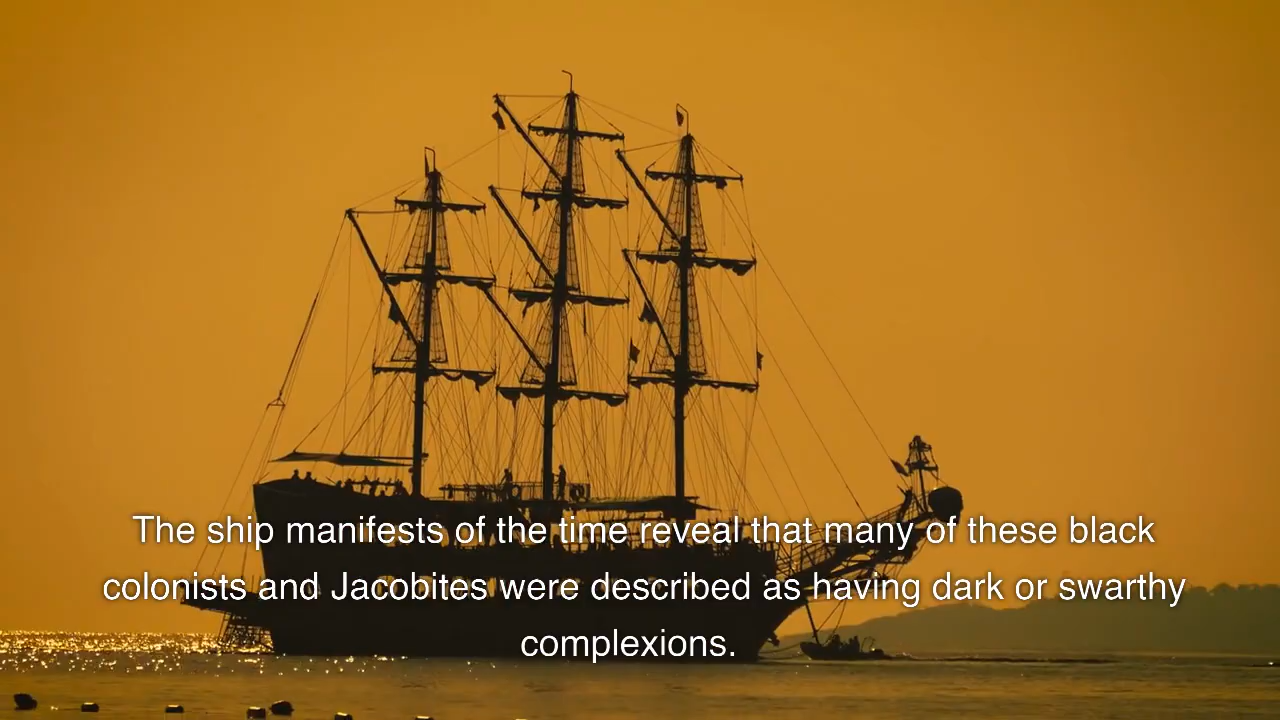 The ship manifests of the time reveal that many of these black
colonists and Jacobites were described as having dark or swarthy
complexions.